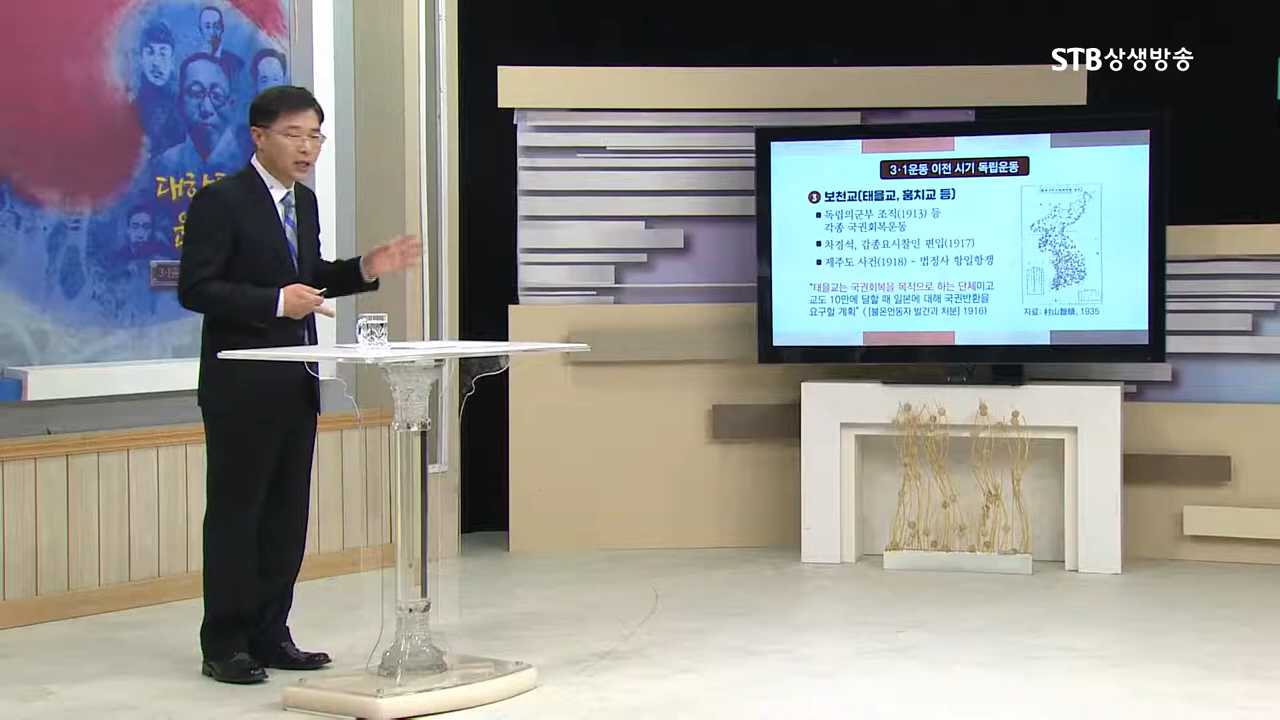 STB상생방송
3·1운동 이전 시기 독립운동
3 보천교(태을교, 훔치교 등)
■ 독립의군부 조직(1913) 등
각종 국권회복운동
■ 차경석, 갑종요시찰인 편입(1917)
■ 제주도 사건(1918) - 법정사 항일항쟁
"태을교는 국권회복을 목적으로 하는 단체이고
교도 10만에 달할 때 일본에 대해 국권반환을
요구할 계획" ( [불온언동자 발견과 처분] 1916)
자료: 村山智順, 1935